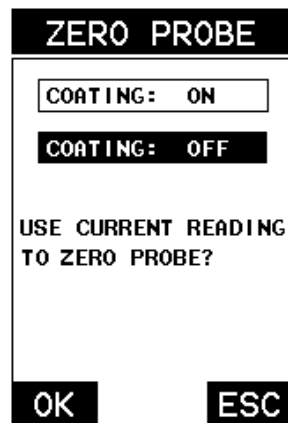 ZERO PROBE
COATING: ON
COATING: OFF
USE CURRENT READING
TO ZERO PROBE?
OK ESC